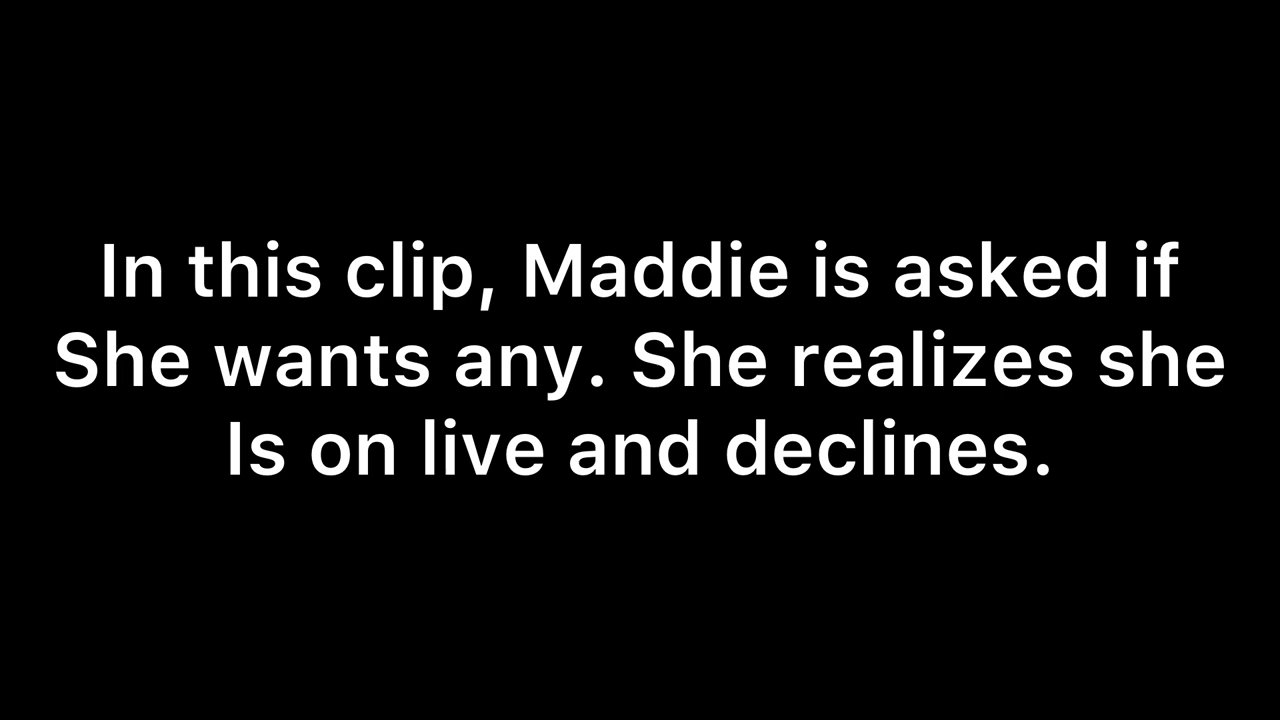 In this clip, Maddie is asked if
She wants any. She realizes she
Is on live and declines.